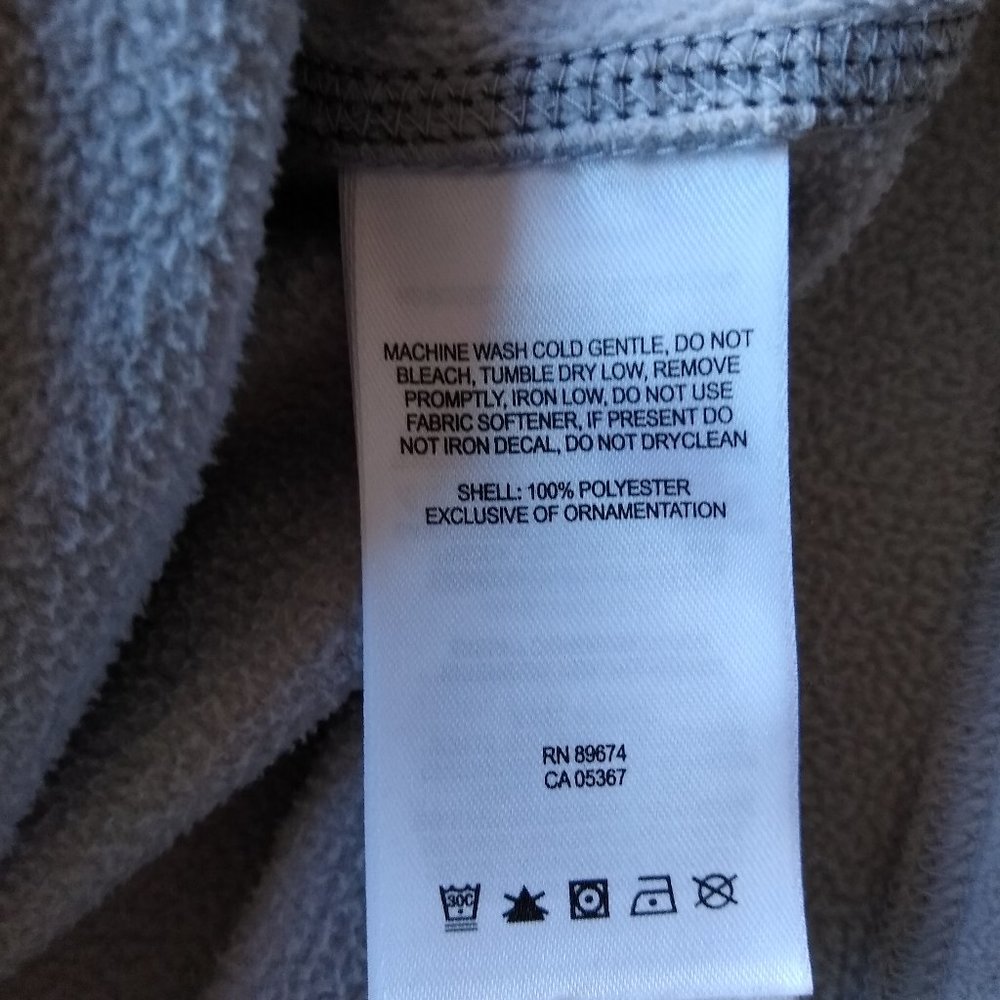 MACHINE WASH COLD GENTLE, DO NOT
BLEACH, TUMBLE DRY LOW, REMOVE
PROMPTLY, IRON LOW, DO NOT USE
FABRIC SOFTENER, IF PRESENT DO
NOT IRON DECAL, DO NOT DRYCLEAN
SHELL: 100% POLYESTER
EXCLUSIVE OF ORNAMENTATION
RN 89674
CA 05367
30C